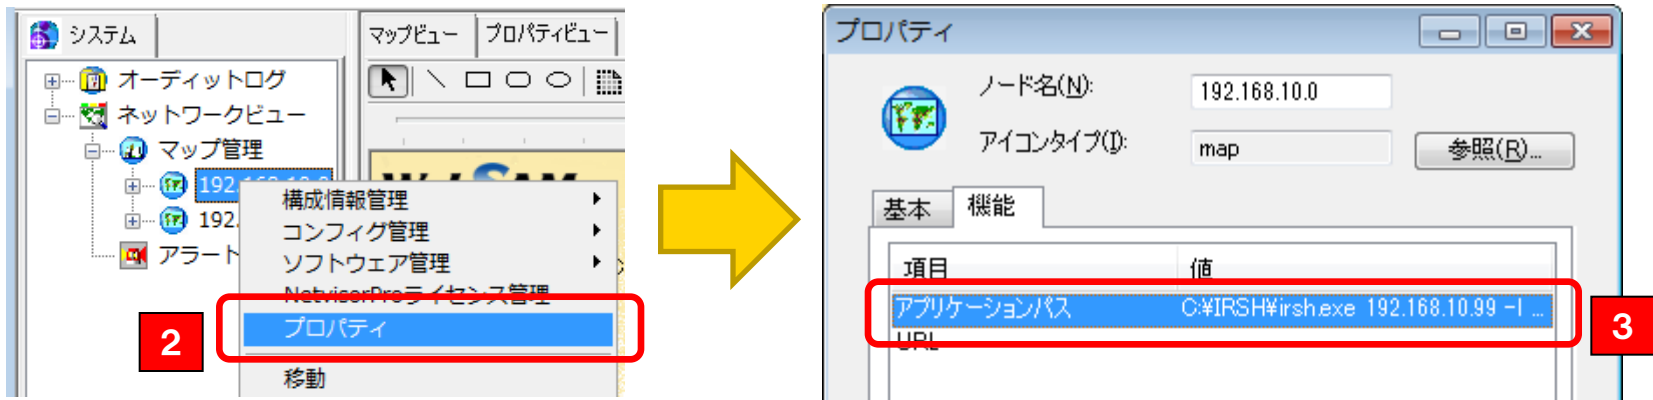 システム
オーディットログ
ネットワークビュー
マップ管理
192.168.10.0
192.
アラート
マップビュー
プロパティビュー
構成情報管理
コンフィグ管理
ソフトウェア管理
NetvisorProライセンス管理
プロパティ
移動
2
プロパティ
ノード名(N):
192.168.10.0
アイコンタイプ(I):
map
参照(R)...
基本
機能
項目
値
アプリケーションパス
C:¥IRSH¥irsh.exe 192.168.10.99 -l ...
URL
3